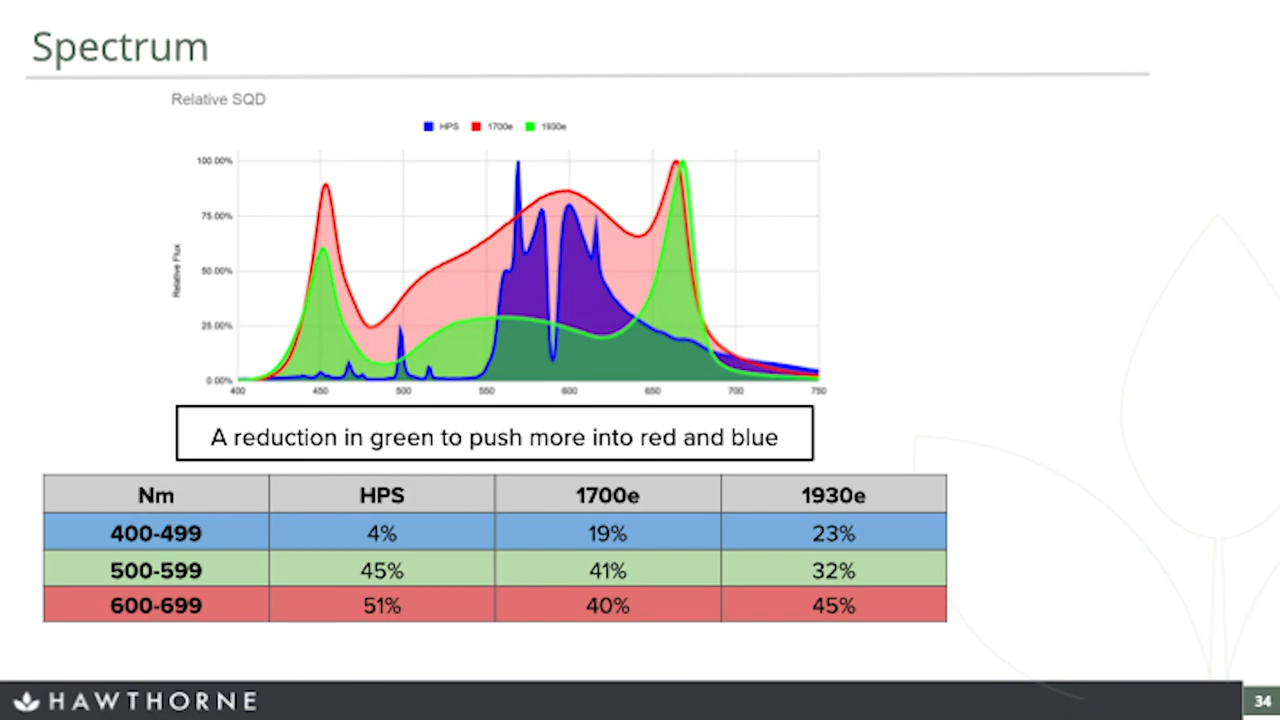 Spectrum
Relative SQD
HPS 1700e 1930e
100.00%
75.00%
50.00%
25.00%
0.00%
Relative Flux
400 450 500 550 600 650 700 750
A reduction in green to push more into red and blue
Nm HPS 1700e 1930e
400-499 4% 19% 23%
500-599 45% 41% 32%
600-699 51% 40% 45%
HAWTHORNE
34